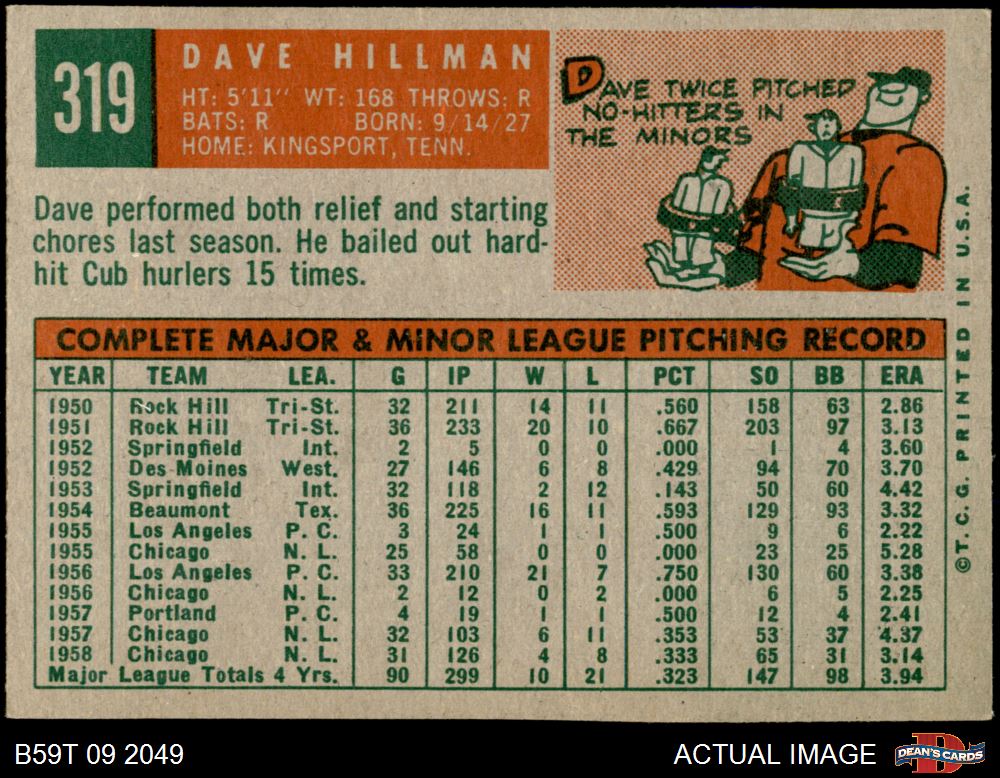 319
DAVE HILLMAN
HT: 5'11" WT: 168 THROWS: R
BATS: R BORN: 9/14/27
HOME: KINGSPORT, TENN.
DAVE TWICE PITCHED
NO-HITTERS IN
THE MINORS
Dave performed both relief and starting
chores last season. He bailed out hard-
hit Cub hurlers 15 times.
COMPLETE MAJOR & MINOR LEAGUE PITCHING RECORD
YEAR TEAM LEA. G IP W L PCT SO BB ERA
1950 Rock Hill Tri-St. 32 211 14 11 .560 158 63 2.86
1951 Rock Hill Tri-St. 36 233 20 10 .667 203 97 3.13
1952 Springfield Int. 2 5 0 0 .000 1 4 3.60
1952 Des Moines West. 27 146 6 8 .429 94 70 3.70
1953 Springfield Int. 32 118 2 12 .143 50 60 4.42
1954 Beaumont Tex. 36 225 16 11 .593 129 93 3.32
1955 Los Angeles P. C. 3 24 1 1 .500 9 6 2.22
1955 Chicago N. L. 25 58 0 0 .000 23 25 5.28
1956 Los Angeles P. C. 33 210 21 7 .750 130 60 3.38
1956 Chicago N. L. 2 12 0 2 .000 6 5 2.25
1957 Portland P. C. 4 19 1 1 .500 12 4 2.41
1957 Chicago N. L. 32 103 6 11 .353 53 37 4.37
1958 Chicago N. L. 31 126 4 8 .333 65 31 3.14
Major League Totals 4 Yrs. 90 299 10 21 .323 147 98 3.94
©T.C.G. PRINTED IN U.S.A.
B59T 09 2049
ACTUAL IMAGE
DEAN'S CARDS